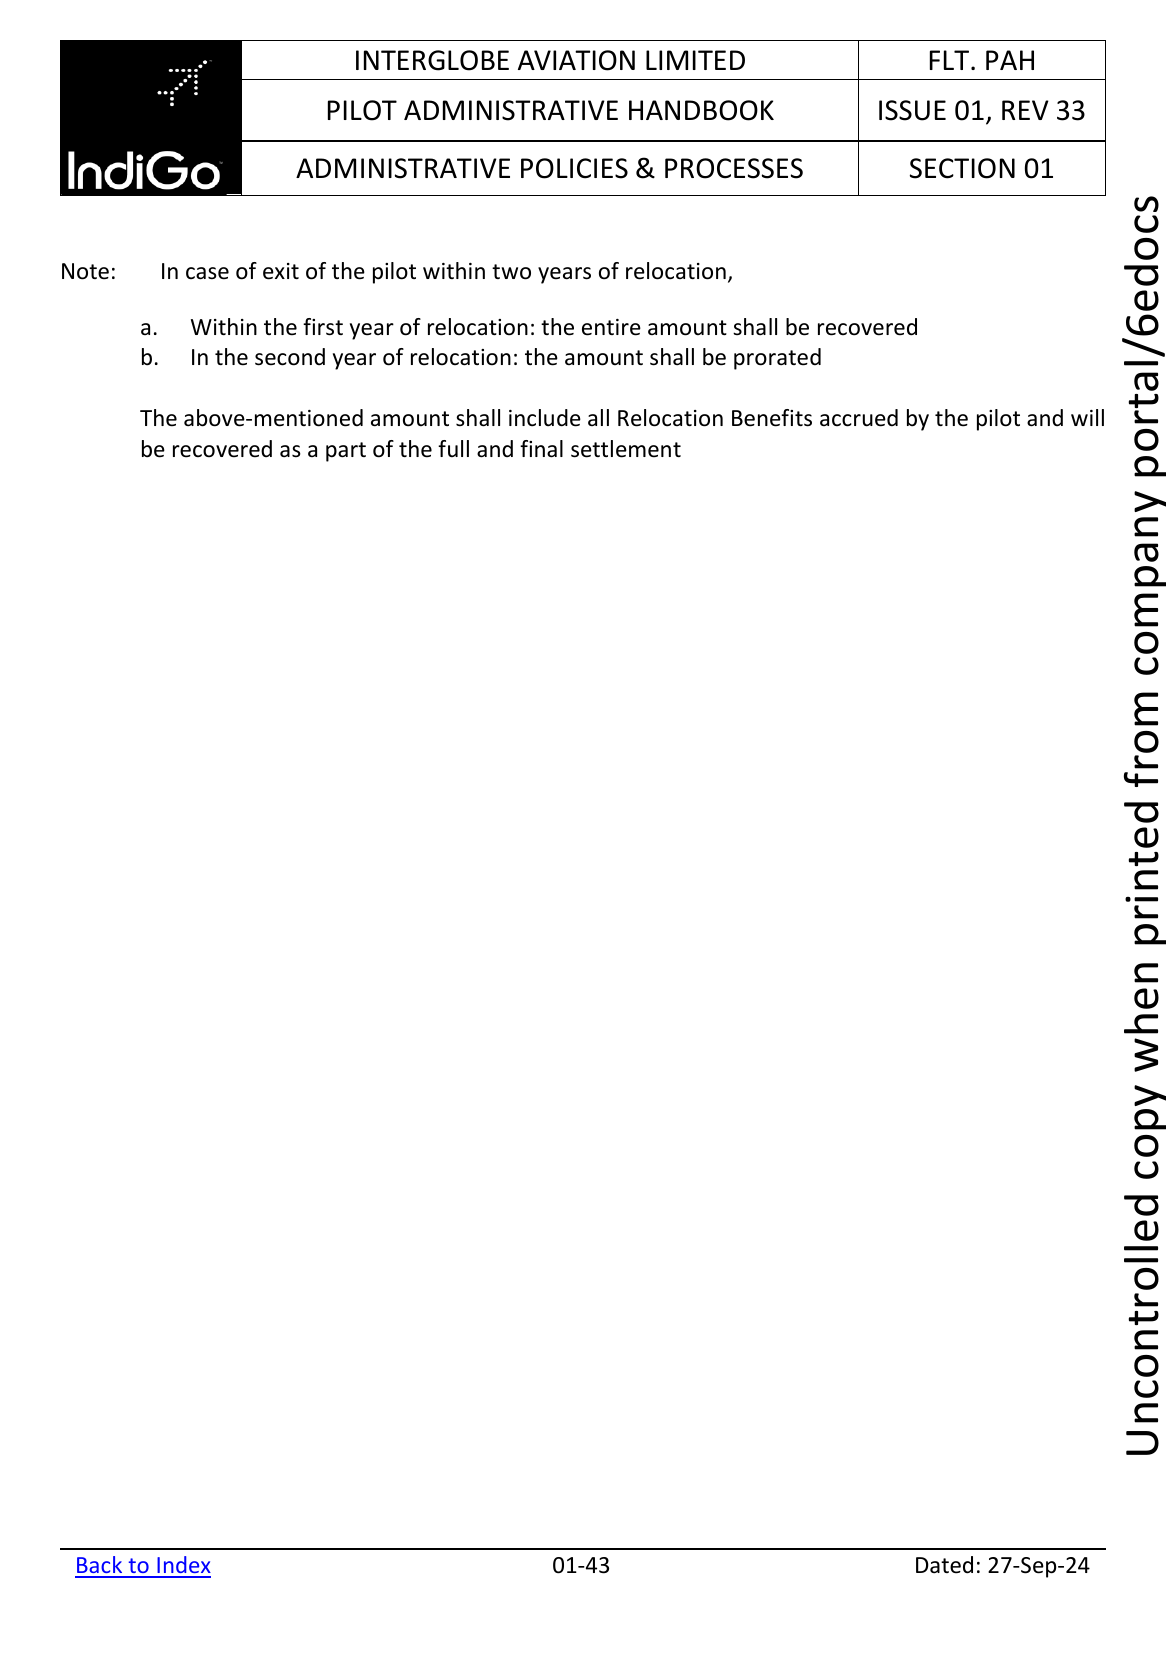 INTERGLOBE AVIATION LIMITED
FLT. PAH
IndiGo
PILOT ADMINISTRATIVE HANDBOOK
ISSUE 01, REV 33
ADMINISTRATIVE POLICIES & PROCESSES
SECTION 01
Note: In case of exit of the pilot within two years of relocation,
a. Within the first year of relocation: the entire amount shall be recovered
b. In the second year of relocation: the amount shall be prorated
The above-mentioned amount shall include all Relocation Benefits accrued by the pilot and will
be recovered as a part of the full and final settlement
Uncontrolled copy when printed from company portal/6edocs
Back to Index
01-43
Dated: 27-Sep-24